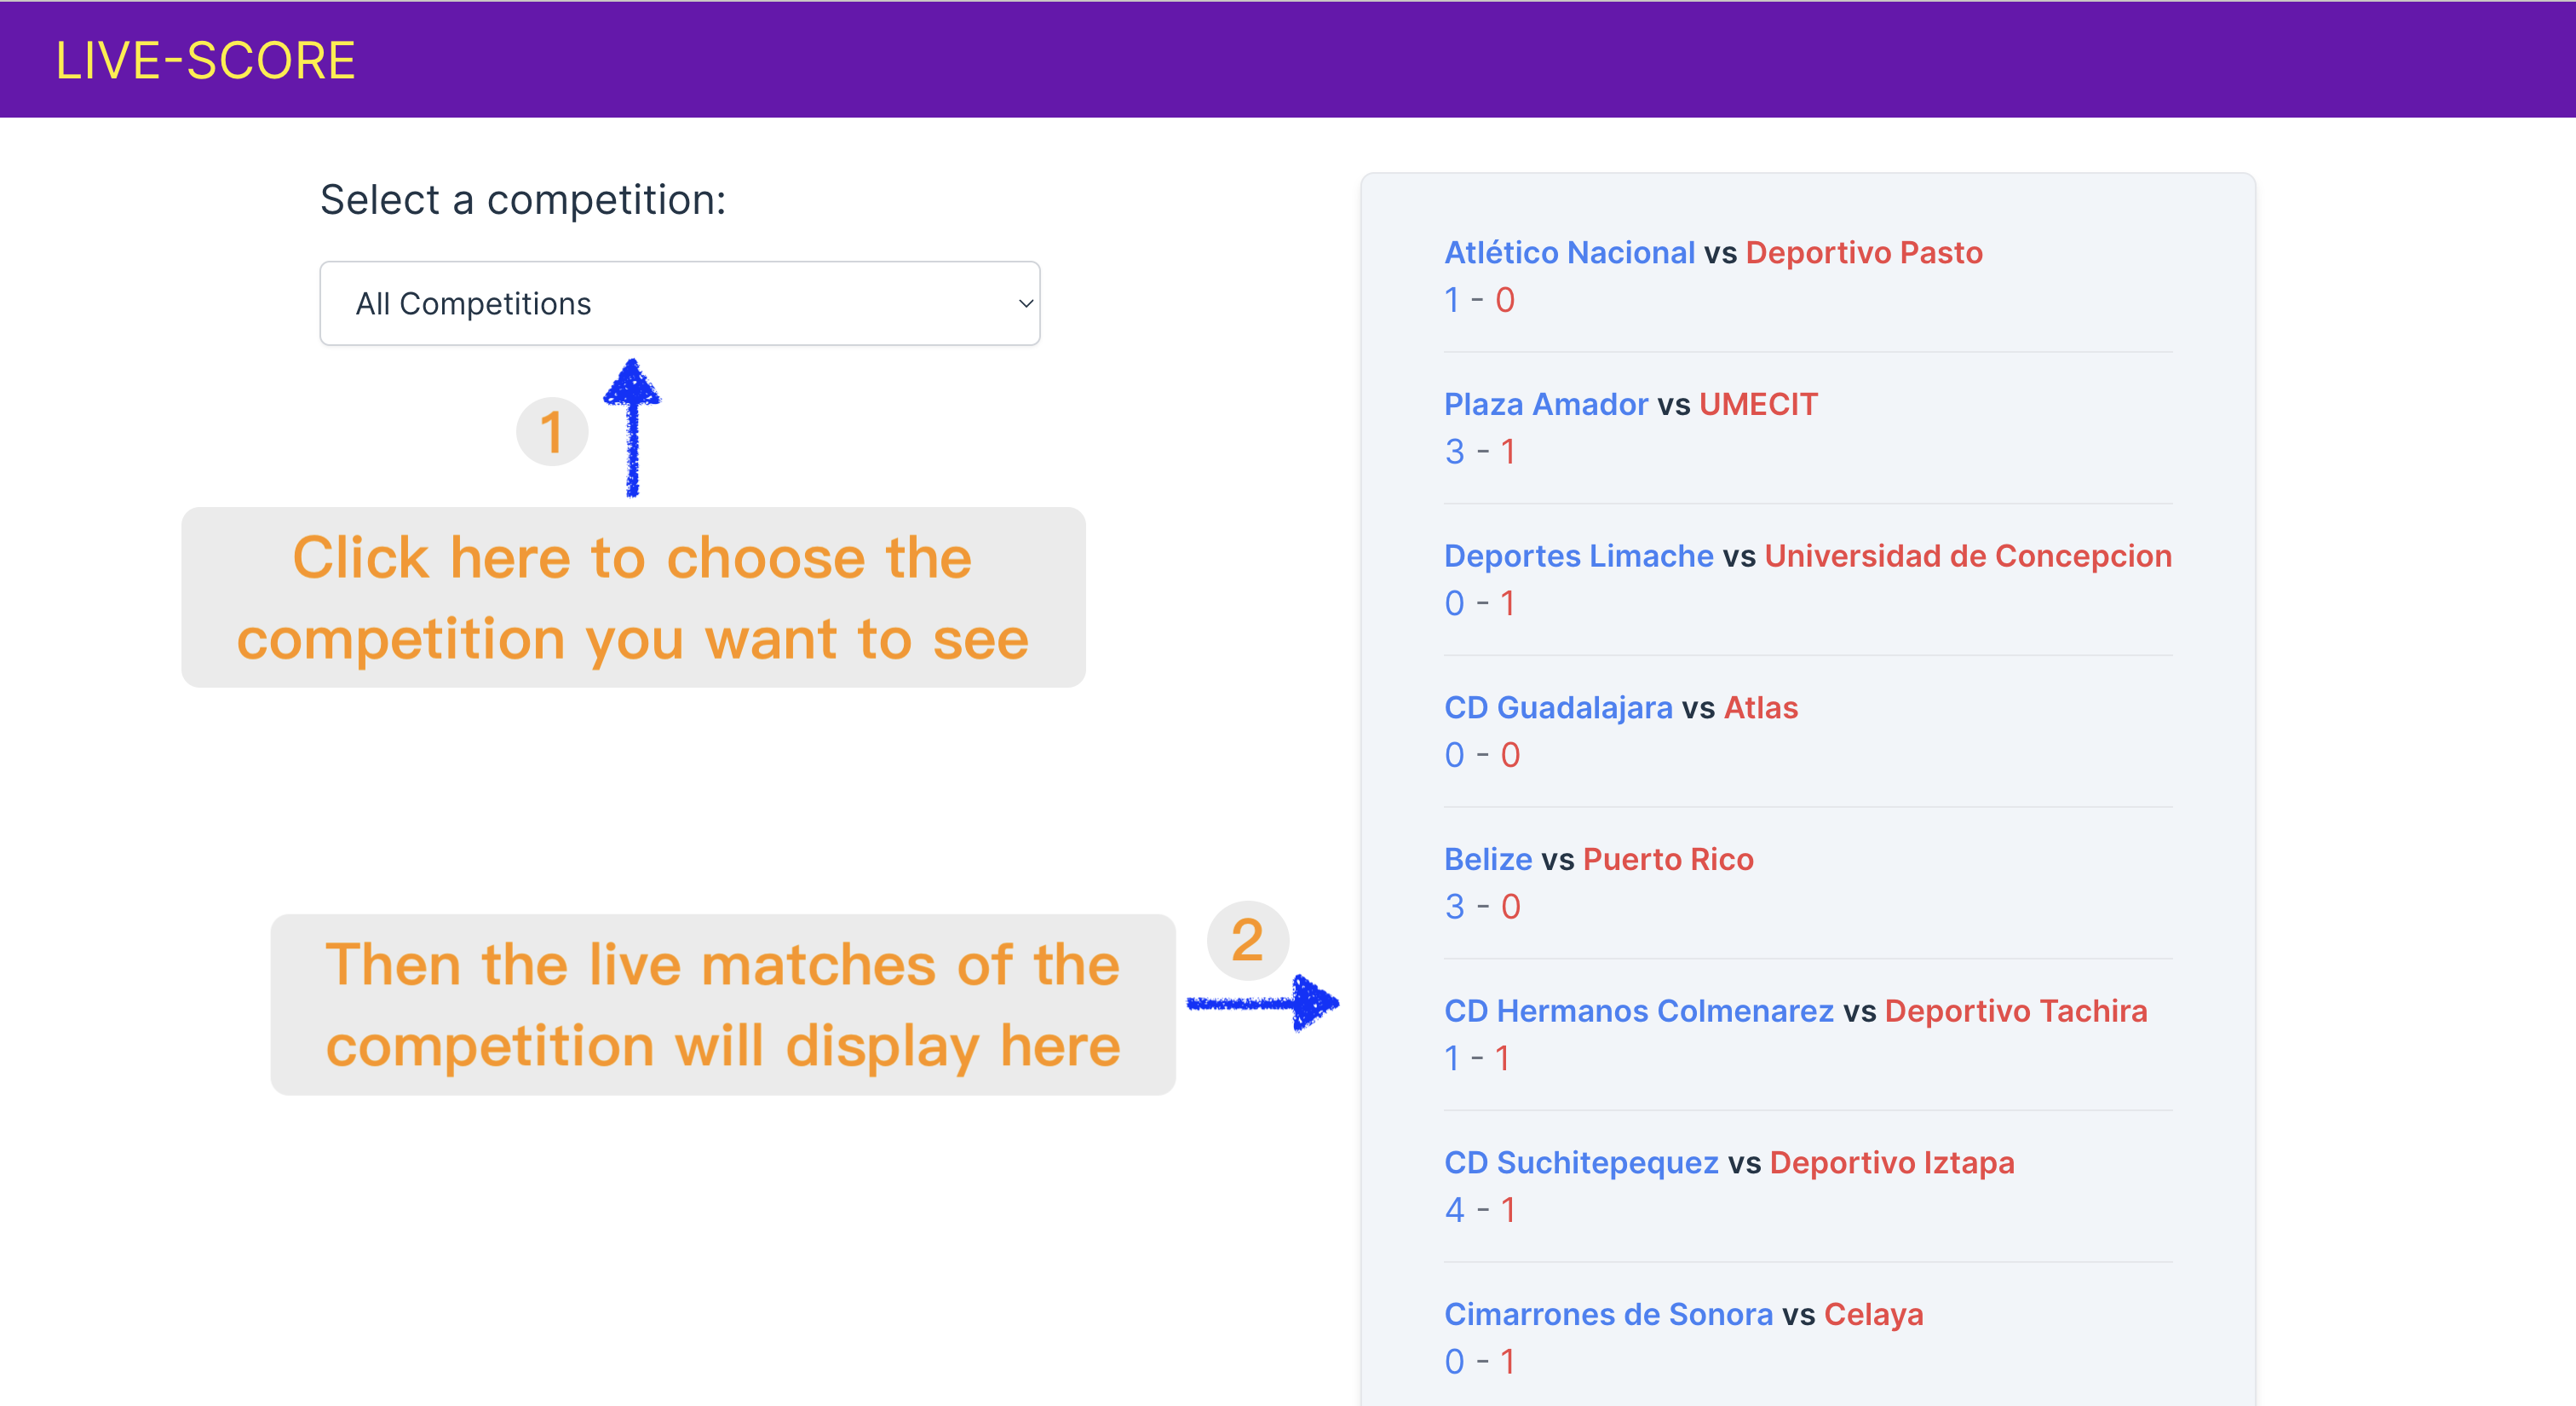 LIVE-SCORE
Select a competition:
All Competitions
1
Click here to choose the
competition you want to see
Then the live matches of the
competition will display here
2
Atlético Nacional vs Deportivo Pasto
1 - 0
Plaza Amador vs UMECIT
3 - 1
Deportes Limache vs Universidad de Concepcion
0 - 1
CD Guadalajara vs Atlas
0 - 0
Belize vs Puerto Rico
3 - 0
CD Hermanos Colmenarez vs Deportivo Tachira
1 - 1
CD Suchitepequez vs Deportivo Iztapa
4 - 1
Cimarrones de Sonora vs Celaya
0 - 1